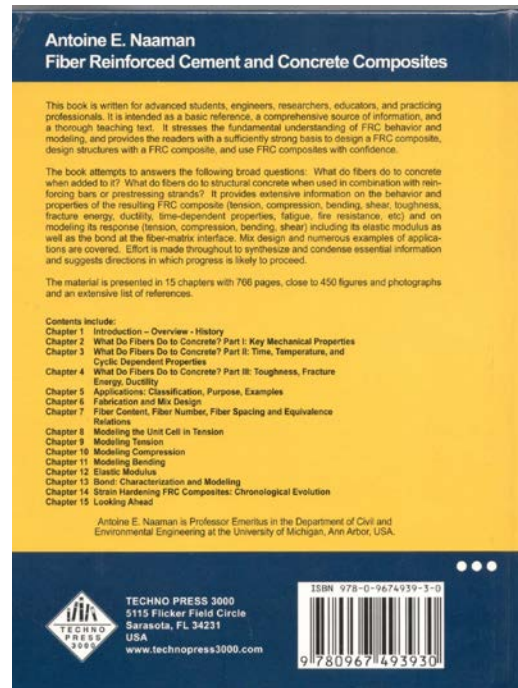 Antoine E. Naaman
Fiber Reinforced Cement and Concrete Composites
This book is written for advanced students, engineers, researchers, educators, and practicing
professionals. It is intended as a basic reference, a comprehensive source of information, and
a thorough teaching text. It stresses the fundamental understanding of FRC behavior and
modeling, and provides the readers with a sufficiently strong basis to design a FRC composite,
design structures with a FRC composite, and use FRC composites with confidence.
The book attempts to answers the following broad questions: What do fibers do to concrete
when added to it? What do fibers do to structural concrete when used in combination with rein-
forcing bars or prestressing strands? It provides extensive information on the behavior and
properties of the resulting FRC composite (tension, compression, bending, shear, toughness,
fracture energy, ductility, time-dependent properties, fatigue, fire resistance, etc) and on
modeling its response (tension, compression, bending, shear) including its elastic modulus as
well as the bond at the fiber-matrix interface. Mix design and numerous examples of applica-
tions are covered. Effort is made throughout to synthesize and condense essential information
and suggests directions in which progress is likely to proceed.
The material is presented in 15 chapters with 766 pages, close to 450 figures and photographs
and an extensive list of references.
Contents include:
Chapter 1 Introduction – Overview - History
Chapter 2 What Do Fibers Do to Concrete? Part I: Key Mechanical Properties
Chapter 3 What Do Fibers Do to Concrete? Part II: Time, Temperature, and
Cyclic Dependent Properties
Chapter 4 What Do Fibers Do to Concrete? Part III: Toughness, Fracture
Energy, Ductility
Chapter 5 Applications: Classification, Purpose, Examples
Chapter 6 Fabrication and Mix Design
Chapter 7 Fiber Content, Fiber Number, Fiber Spacing and Equivalence
Relations
Chapter 8 Modeling the Unit Cell in Tension
Chapter 9 Modeling Tension
Chapter 10 Modeling Compression
Chapter 11 Modeling Bending
Chapter 12 Elastic Modulus
Chapter 13 Bond: Characterization and Modeling
Chapter 14 Strain Hardening FRC Composites: Chronological Evolution
Chapter 15 Looking Ahead
Antoine E. Naaman is Professor Emeritus in the Department of Civil and
Environmental Engineering at the University of Michigan, Ann Arbor, USA.
TECHNO
PRESS
3000
TECHNO PRESS 3000
5115 Flicker Field Circle
Sarasota, FL 34231
USA
www.technopress3000.com
ISBN 978-0-9674939-3-0
9 780967 493930